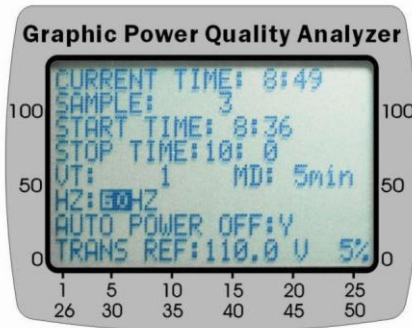 Graphic Power Quality Analyzer
CURRENT TIME: 8:49
SAMPLE: 3
START TIME: 8:36
STOP TIME:10: 0
VT: 1 MD: 5min
HZ:60HZ
AUTO POWER OFF:Y
TRANS REF:110.0 V 5%
100 100
50 50
0 0
1 5 10 15 20 25
26 30 35 40 45 50